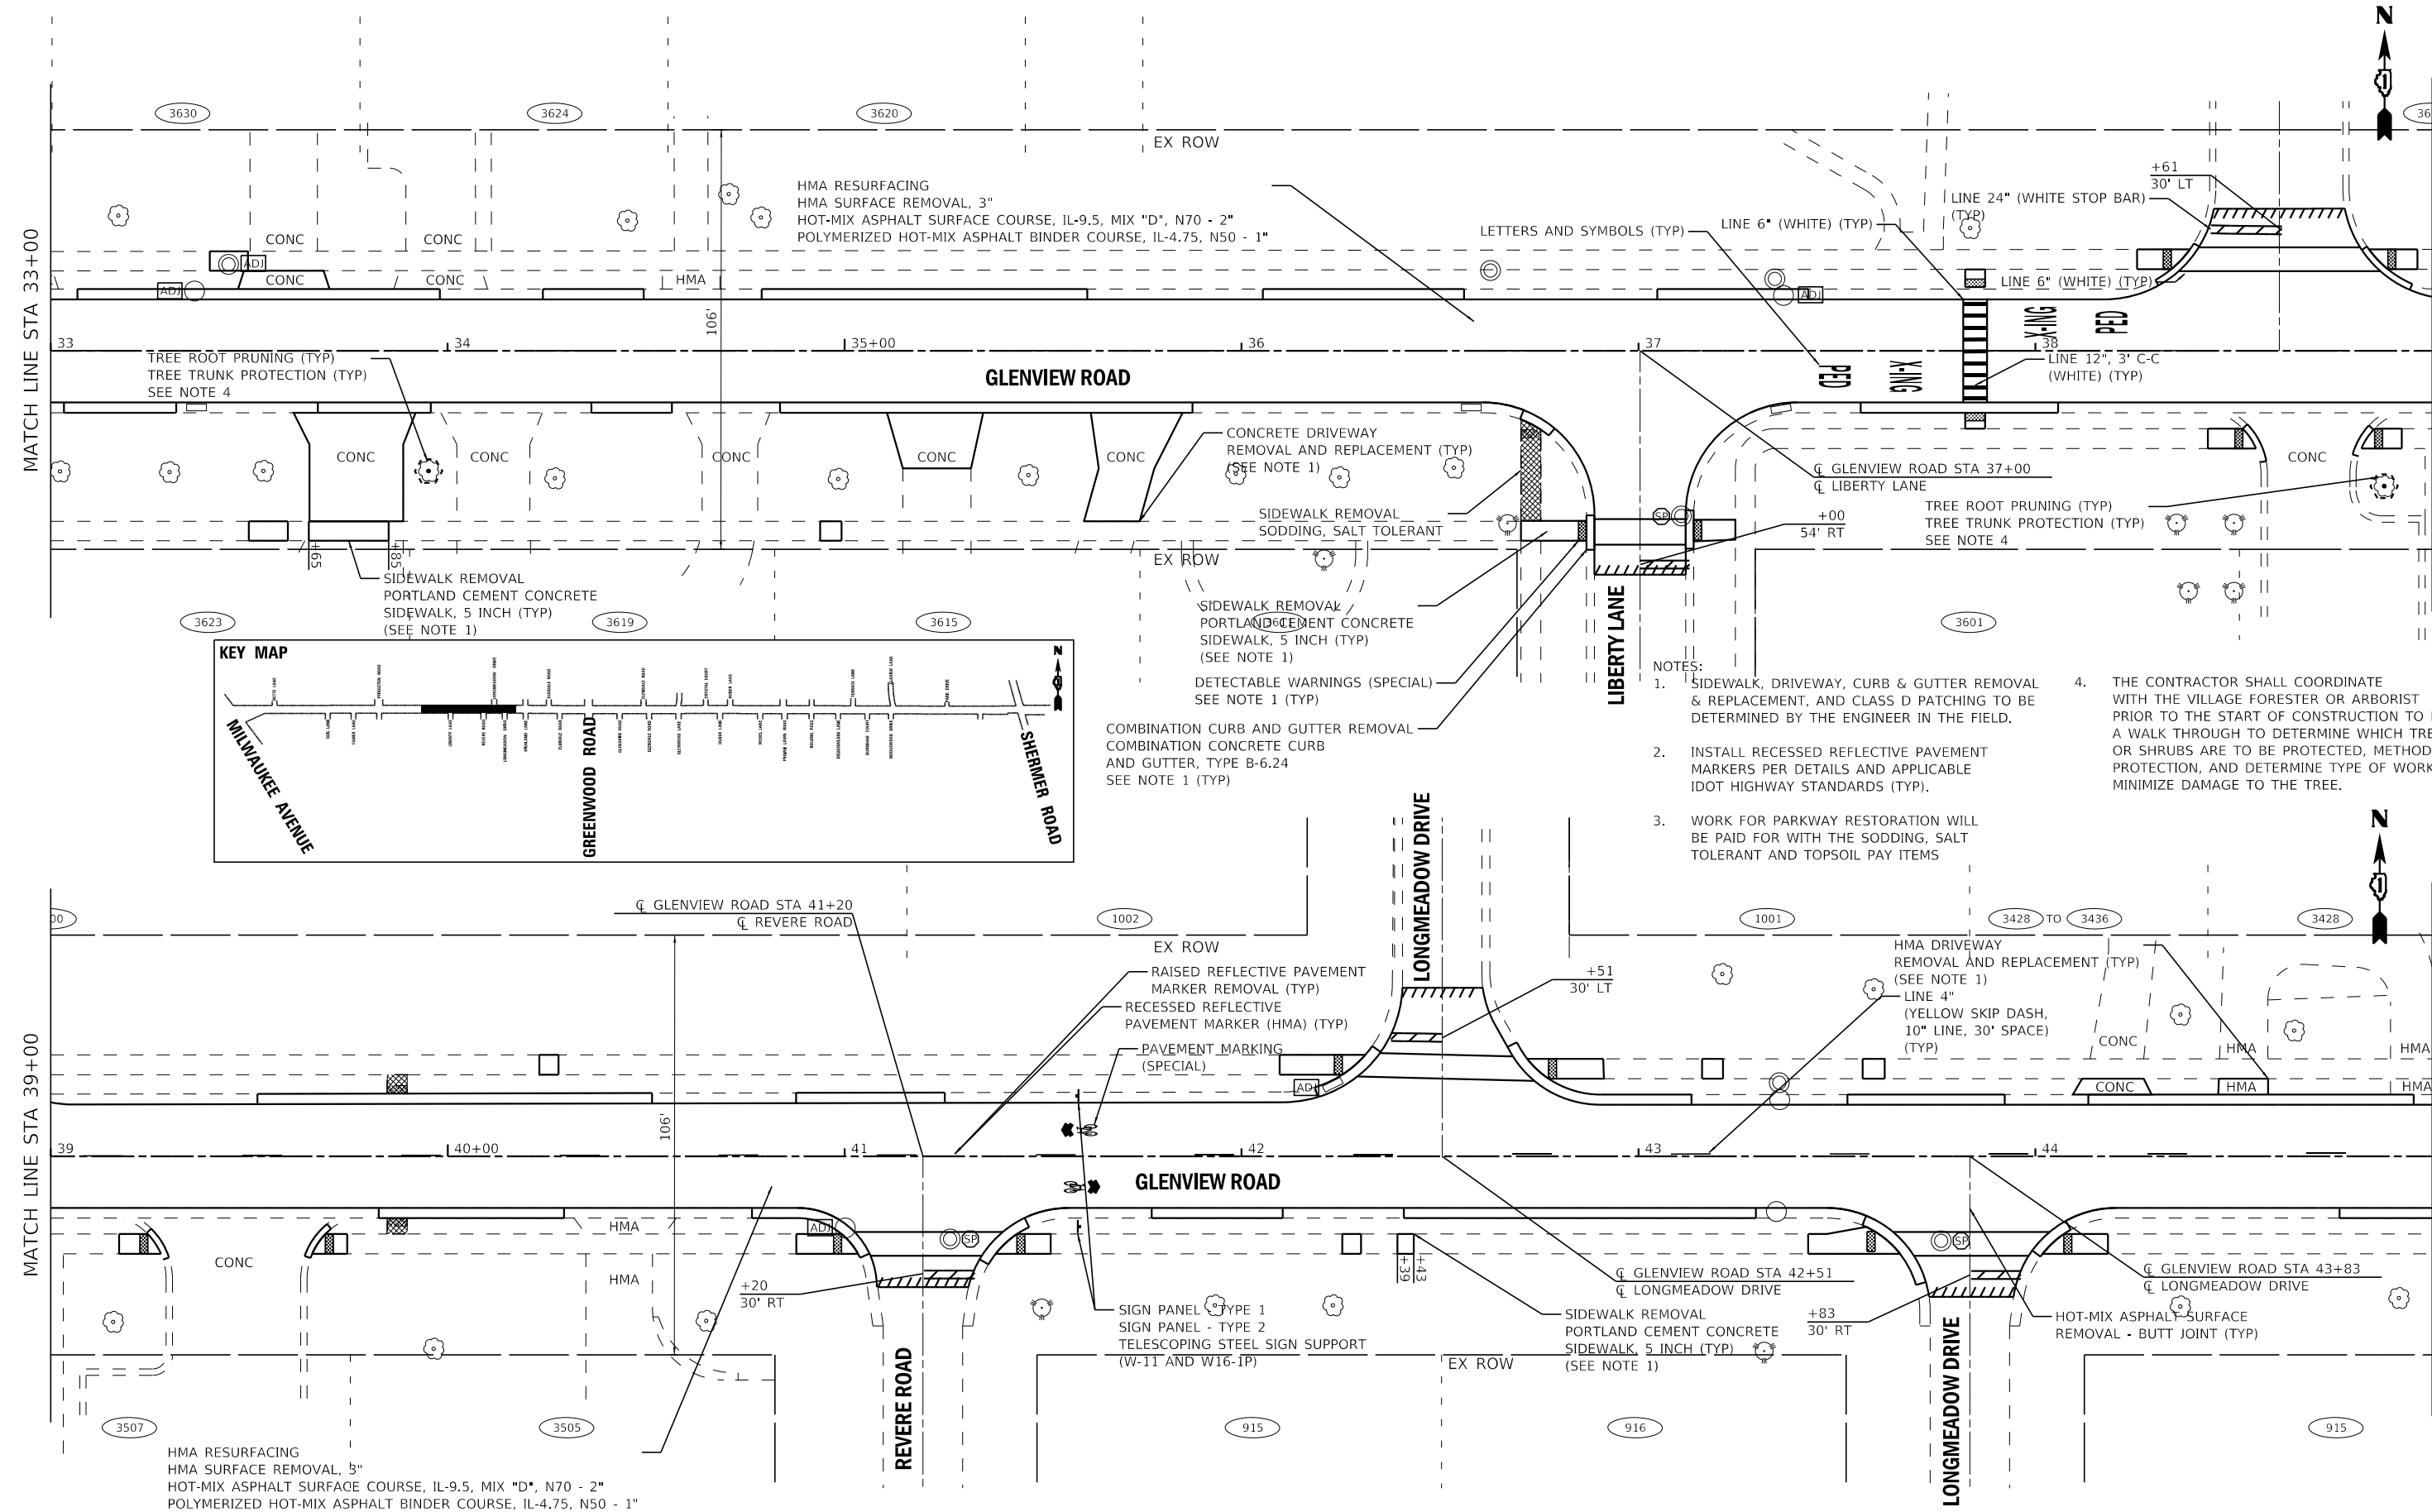 N
3630
3624
3620
EX ROW
HMA RESURFACING
HMA SURFACE REMOVAL, 3"
HOT-MIX ASPHALT SURFACE COURSE, IL-9.5, MIX "D", N70 - 2"
POLYMERIZED HOT-MIX ASPHALT BINDER COURSE, IL-4.75, N50 - 1"
+61
30' LT
LINE 24" (WHITE STOP BAR)
(TYP)
LINE 6" (WHITE) (TYP)
LETTERS AND SYMBOLS (TYP)
LINE 6" (WHITE) (TYP)
CONC
CONC
ADJ
CONC
CONC
HMA
ADJ
ADJ
MATCH LINE STA 33+00
106'
X-ING
PED
33
34
35+00
36
37
38
TREE ROOT PRUNING (TYP)
TREE TRUNK PROTECTION (TYP)
SEE NOTE 4
GLENVIEW ROAD
PED
X-ING
LINE 12", 3' C-C
(WHITE) (TYP)
CONC
CONC
CONC
CONC
CONC
CONC
CONCRETE DRIVEWAY
REMOVAL AND REPLACEMENT (TYP)
(SEE NOTE 1)
℄ GLENVIEW ROAD STA 37+00
℄ LIBERTY LANE
SIDEWALK REMOVAL
SODDING, SALT TOLERANT
SP
+00
54' RT
TREE ROOT PRUNING (TYP)
TREE TRUNK PROTECTION (TYP)
SEE NOTE 4
+65
+85
EX ROW
SIDEWALK REMOVAL
PORTLAND CEMENT CONCRETE
SIDEWALK, 5 INCH (TYP)
(SEE NOTE 1)
SIDEWALK REMOVAL
PORTLAND CEMENT CONCRETE
SIDEWALK, 5 INCH (TYP)
(SEE NOTE 1)
3623
3619
3615
3601
LIBERTY LANE
DETECTABLE WARNINGS (SPECIAL)
SEE NOTE 1 (TYP)
COMBINATION CURB AND GUTTER REMOVAL
COMBINATION CONCRETE CURB
AND GUTTER, TYPE B-6.24
SEE NOTE 1 (TYP)
KEY MAP
N
MILWAUKEE AVENUE
GREENWOOD ROAD
SHERMER ROAD
NOTES:
1. SIDEWALK, DRIVEWAY, CURB & GUTTER REMOVAL
& REPLACEMENT, AND CLASS D PATCHING TO BE
DETERMINED BY THE ENGINEER IN THE FIELD.
2. INSTALL RECESSED REFLECTIVE PAVEMENT
MARKERS PER DETAILS AND APPLICABLE
IDOT HIGHWAY STANDARDS (TYP).
3. WORK FOR PARKWAY RESTORATION WILL
BE PAID FOR WITH THE SODDING, SALT
TOLERANT AND TOPSOIL PAY ITEMS
4. THE CONTRACTOR SHALL COORDINATE
WITH THE VILLAGE FORESTER OR ARBORIST
PRIOR TO THE START OF CONSTRUCTION TO
A WALK THROUGH TO DETERMINE WHICH TRE
OR SHRUBS ARE TO BE PROTECTED, METHOD
PROTECTION, AND DETERMINE TYPE OF WORK
MINIMIZE DAMAGE TO THE TREE.
N
LONGMEADOW DRIVE
℄ GLENVIEW ROAD STA 41+20
℄ REVERE ROAD
1002
1001
3428 TO 3436
3428
EX ROW
RAISED REFLECTIVE PAVEMENT
MARKER REMOVAL (TYP)
RECESSED REFLECTIVE
PAVEMENT MARKER (HMA) (TYP)
PAVEMENT MARKING
(SPECIAL)
+51
30' LT
HMA DRIVEWAY
REMOVAL AND REPLACEMENT (TYP)
(SEE NOTE 1)
LINE 4"
(YELLOW SKIP DASH,
10" LINE, 30' SPACE)
(TYP)
CONC
HMA
HMA
ADJ
CONC
HMA
HMA
MATCH LINE STA 39+00
106'
39
40+00
41
42
43
44
GLENVIEW ROAD
HMA
ADJ
SP
SP
CONC
HMA
+20
30' RT
+39
+43
℄ GLENVIEW ROAD STA 42+51
℄ LONGMEADOW DRIVE
℄ GLENVIEW ROAD STA 43+83
℄ LONGMEADOW DRIVE
SIGN PANEL - TYPE 1
SIGN PANEL - TYPE 2
TELESCOPING STEEL SIGN SUPPORT
(W-11 AND W16-1P)
SIDEWALK REMOVAL
PORTLAND CEMENT CONCRETE
SIDEWALK, 5 INCH (TYP)
(SEE NOTE 1)
+83
30' RT
HOT-MIX ASPHALT SURFACE
REMOVAL - BUTT JOINT (TYP)
EX ROW
REVERE ROAD
LONGMEADOW DRIVE
3507
3505
915
916
915
HMA RESURFACING
HMA SURFACE REMOVAL, 3"
HOT-MIX ASPHALT SURFACE COURSE, IL-9.5, MIX "D", N70 - 2"
POLYMERIZED HOT-MIX ASPHALT BINDER COURSE, IL-4.75, N50 - 1"